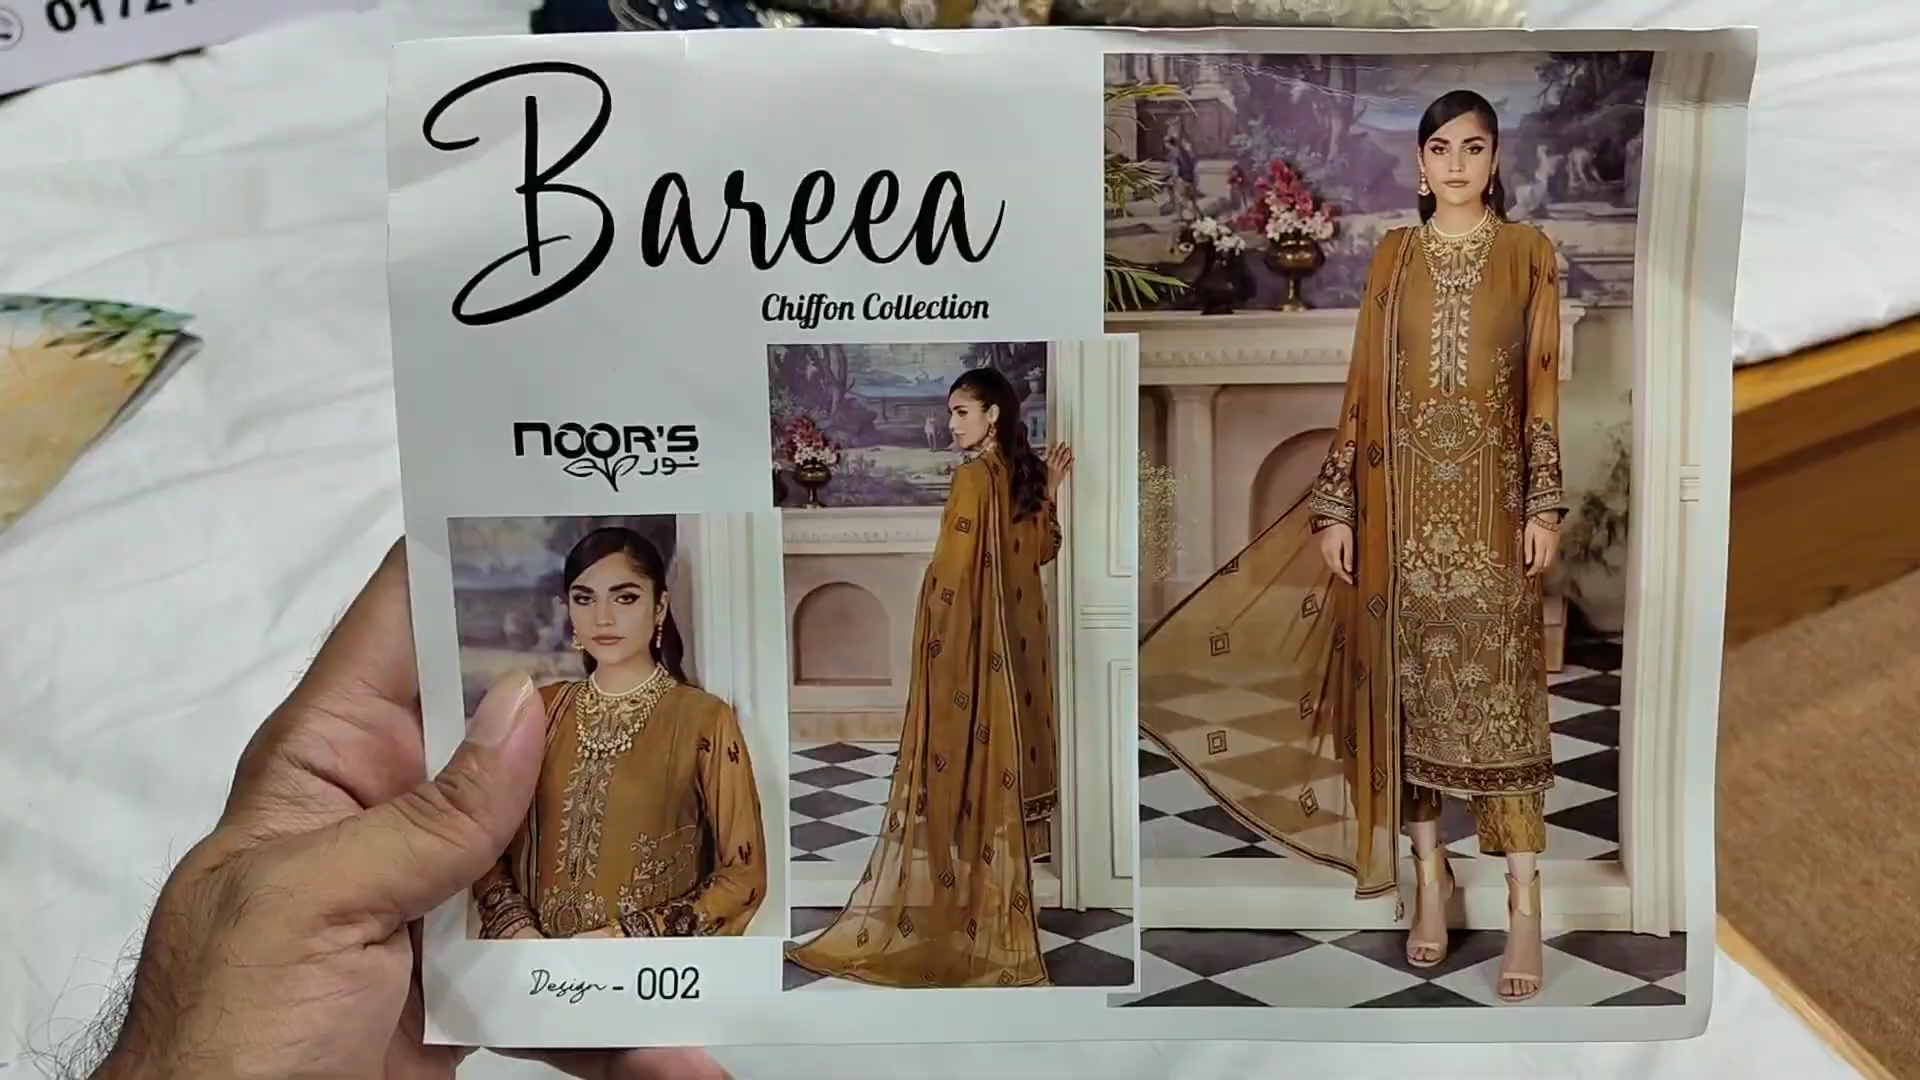 Bareea
Chiffon Collection
NOOR'S
نور
Design - 002